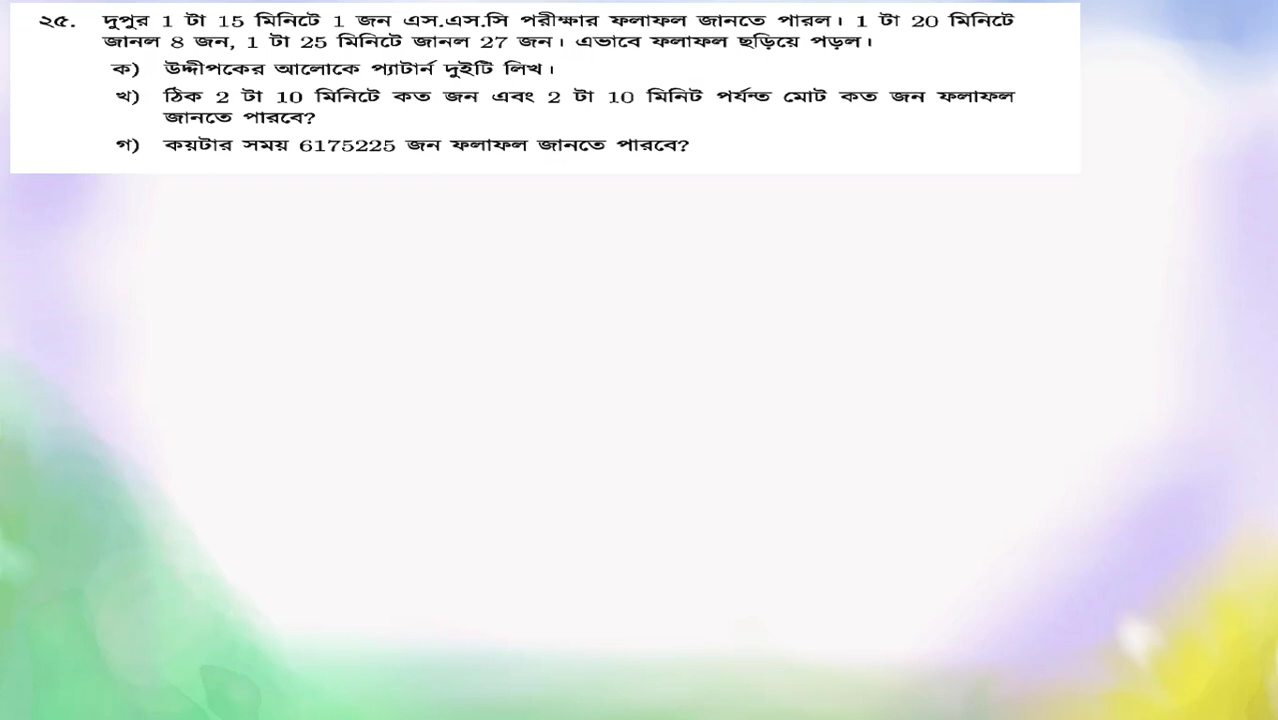 ২৫. দুপুর 1 টা 15 মিনিটে 1 জন এস.এস.সি পরীক্ষার ফলাফল জানতে পারল। 1 টা 20 মিনিটে
জানল 8 জন, 1 টা 25 মিনিটে জানল 27 জন। এভাবে ফলাফল ছড়িয়ে পড়ল।
ক) উদ্দীপকের আলোকে প্যাটার্ন দুইটি লিখ।
খ) ঠিক 2 টা 10 মিনিটে কত জন এবং 2 টা 10 মিনিট পর্যন্ত মোট কত জন ফলাফল
জানতে পারবে?
গ) কয়টার সময় 6175225 জন ফলাফল জানতে পারবে?